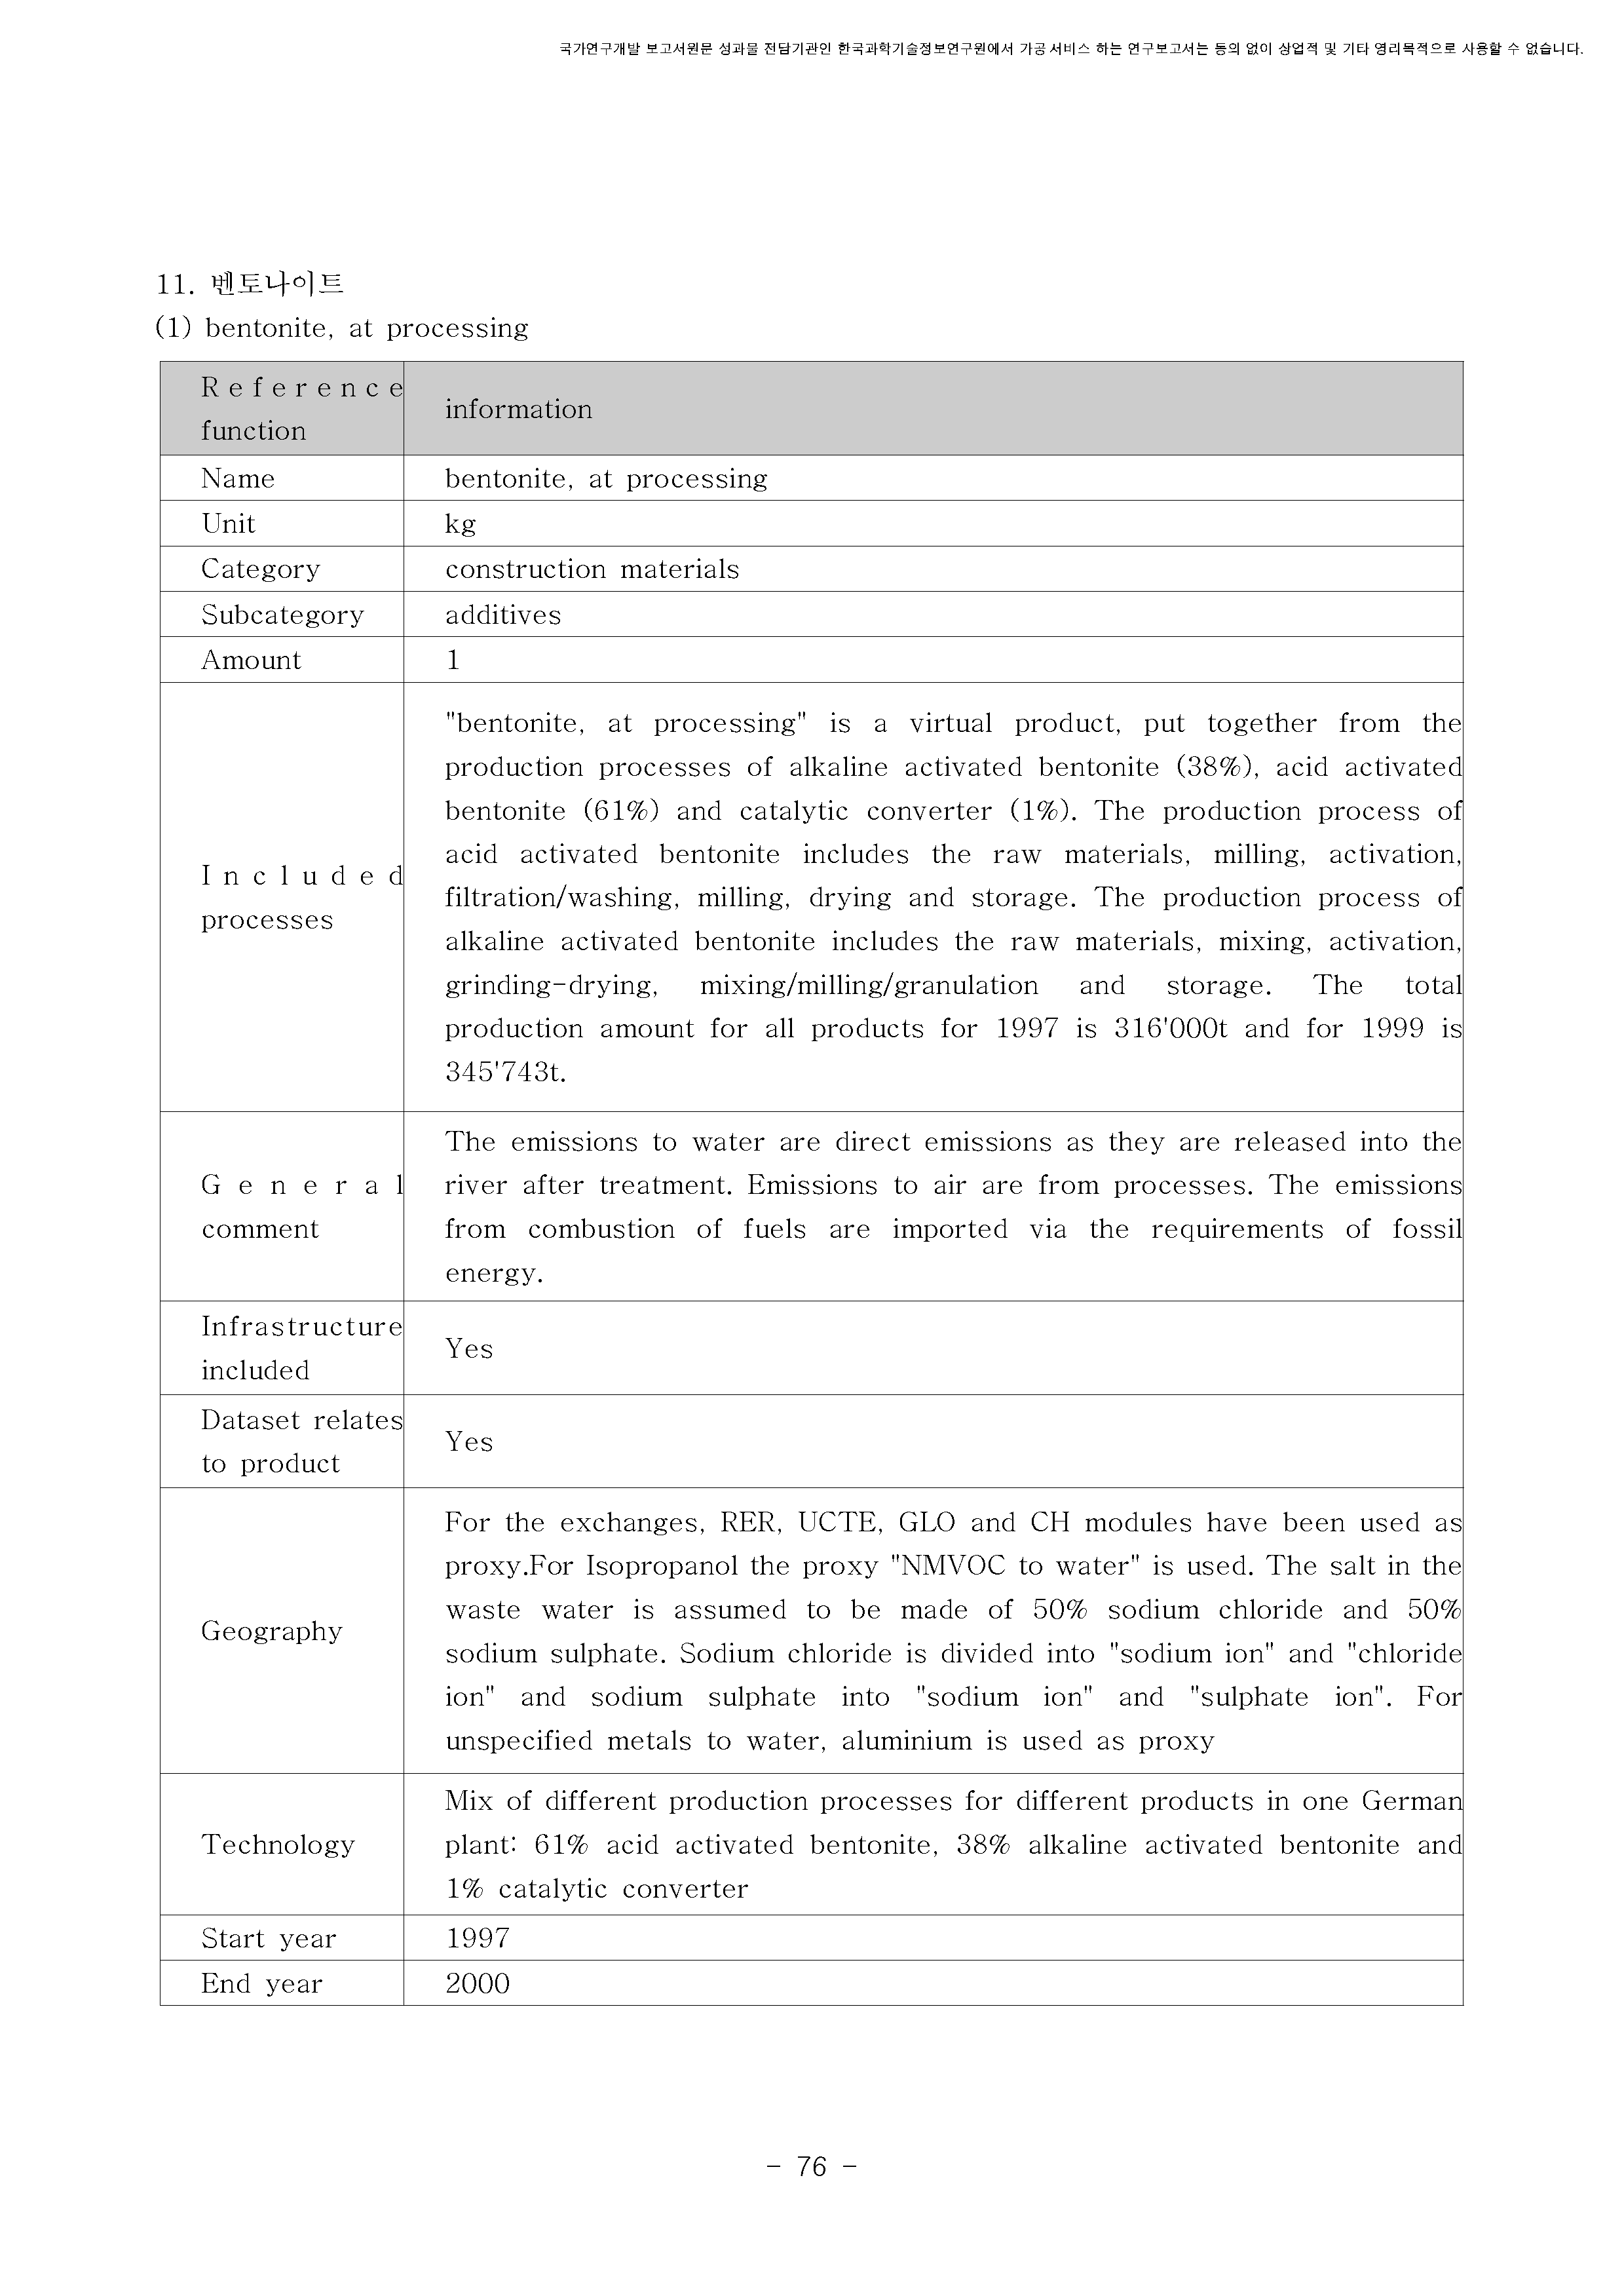 국가연구개발 보고서원문 성과물 전담기관인 한국과학기술정보연구원에서 가공·서비스 하는 연구보고서는 동의 없이 상업적 및 기타 영리목적으로 사용할 수 없습니다.
11. 벤토나이트
(1) bentonite, at processing
Reference
function
information
Name
bentonite, at processing
Unit
kg
Category
construction materials
Subcategory
additives
Amount
1
Included
processes
"bentonite, at processing" is a virtual product, put together from the
production processes of alkaline activated bentonite (38%), acid activated
bentonite (61%) and catalytic converter (1%). The production process of
acid activated bentonite includes the raw materials, milling, activation,
filtration/washing, milling, drying and storage. The production process of
alkaline activated bentonite includes the raw materials, mixing, activation,
grinding-drying, mixing/milling/granulation and storage. The total
production amount for all products for 1997 is 316'000t and for 1999 is
345'743t.
General
comment
The emissions to water are direct emissions as they are released into the
river after treatment. Emissions to air are from processes. The emissions
from combustion of fuels are imported via the requirements of fossil
energy.
Infrastructure
included
Yes
Dataset relates
to product
Yes
Geography
For the exchanges, RER, UCTE, GLO and CH modules have been used as
proxy.For Isopropanol the proxy "NMVOC to water" is used. The salt in the
waste water is assumed to be made of 50% sodium chloride and 50%
sodium sulphate. Sodium chloride is divided into "sodium ion" and "chloride
ion" and sodium sulphate into "sodium ion" and "sulphate ion". For
unspecified metals to water, aluminium is used as proxy
Technology
Mix of different production processes for different products in one German
plant: 61% acid activated bentonite, 38% alkaline activated bentonite and
1% catalytic converter
Start year
1997
End year
2000
- 76 -